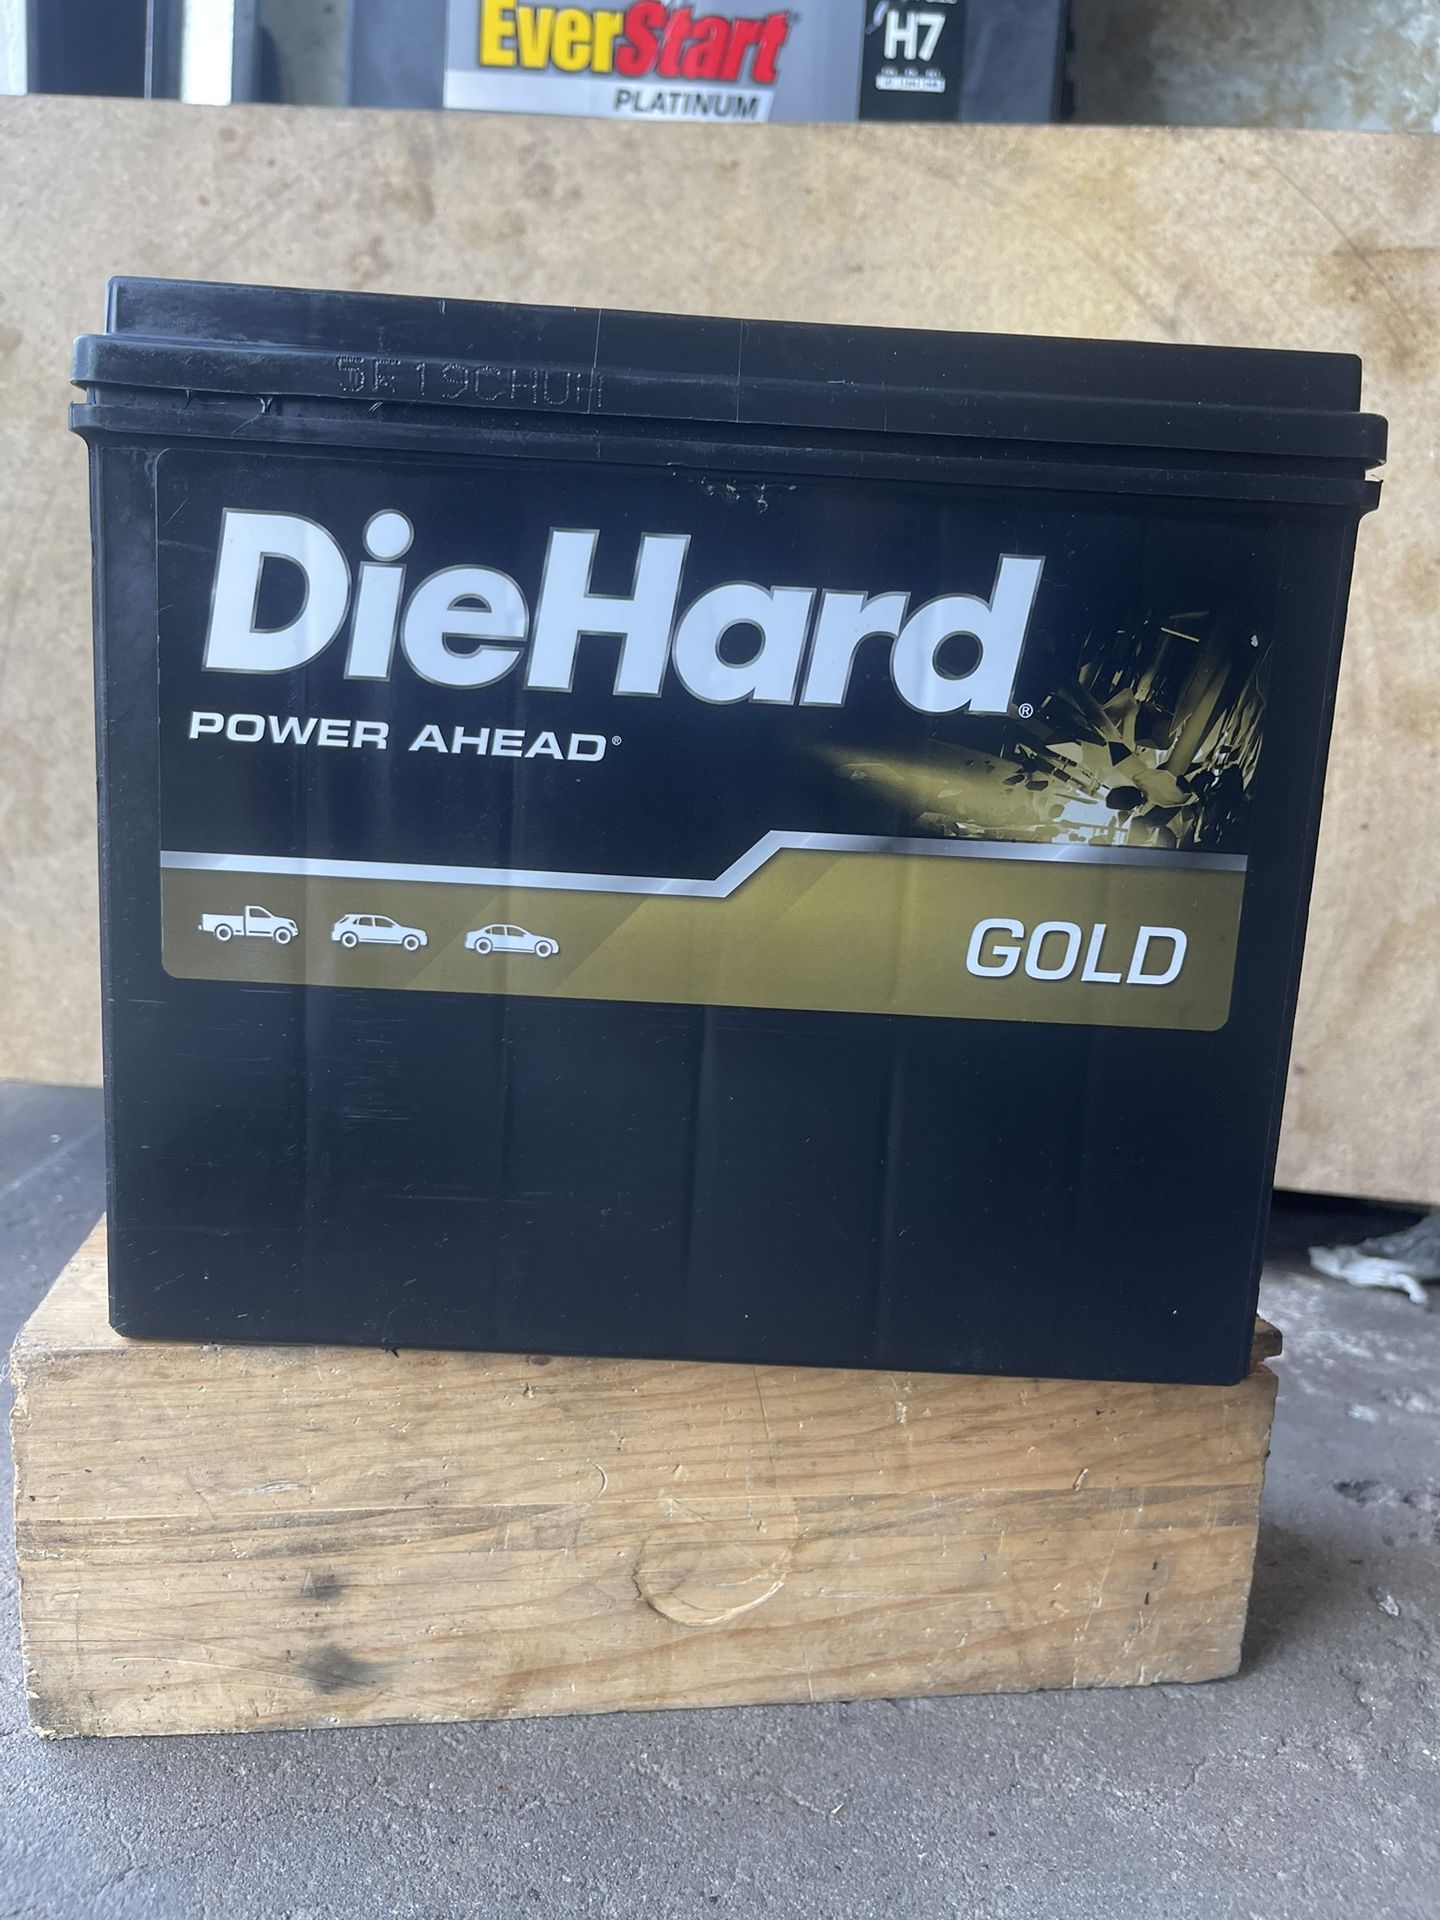 EverStart
PLATINUM
H7
DieHard®
POWER AHEAD®
GOLD